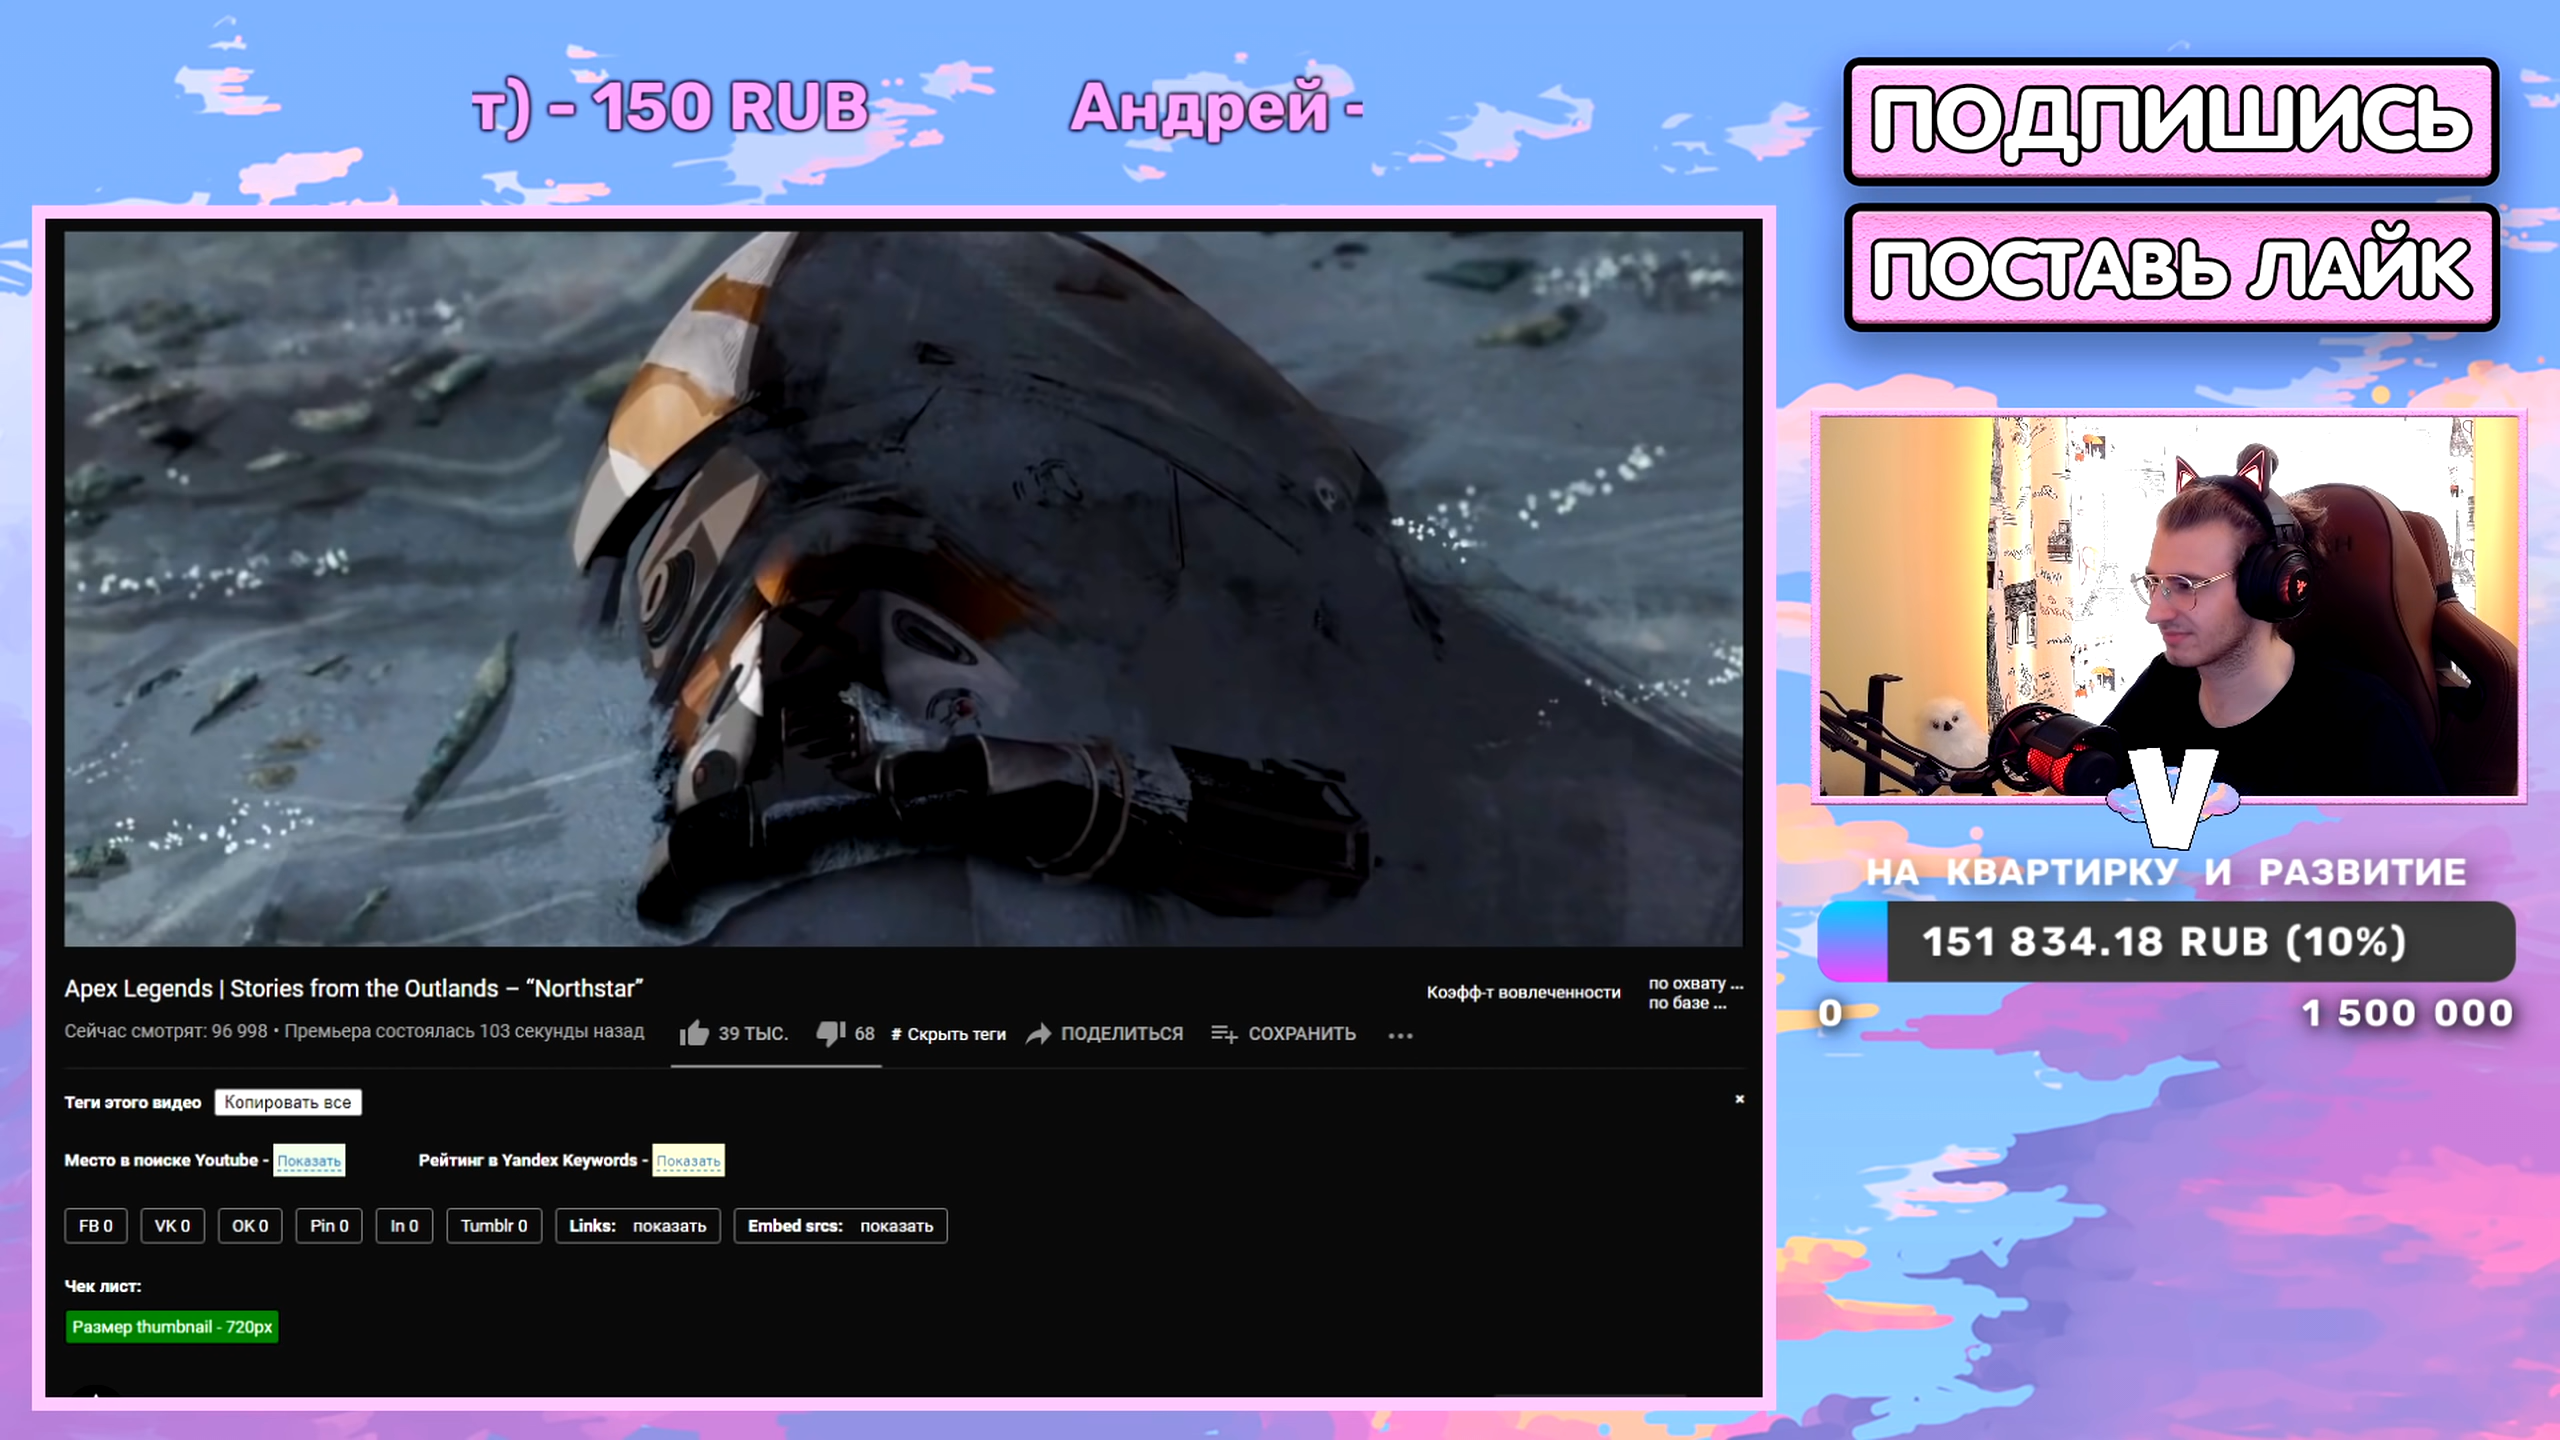 т) - 150 RUB
Андрей -
ПОДПИШИСЬ
ПОСТАВЬ ЛАЙК
V
НА КВАРТИРКУ И РАЗВИТИЕ
151 834.18 RUB (10%)
0
1 500 000
Apex Legends | Stories from the Outlands – “Northstar”
Коэфф-т вовлеченности
по охвату ...
по базе ...
Сейчас смотрят: 96 998 • Премьера состоялась 103 секунды назад
39 ТЫС.
68
# Скрыть теги
ПОДЕЛИТЬСЯ
СОХРАНИТЬ
Теги этого видео
Копировать все
Место в поиске Youtube - Показать
Рейтинг в Yandex Keywords - Показать
FB 0
VK 0
OK 0
Pin 0
In 0
Tumblr 0
Links: показать
Embed srcs: показать
Чек лист:
Размер thumbnail - 720px